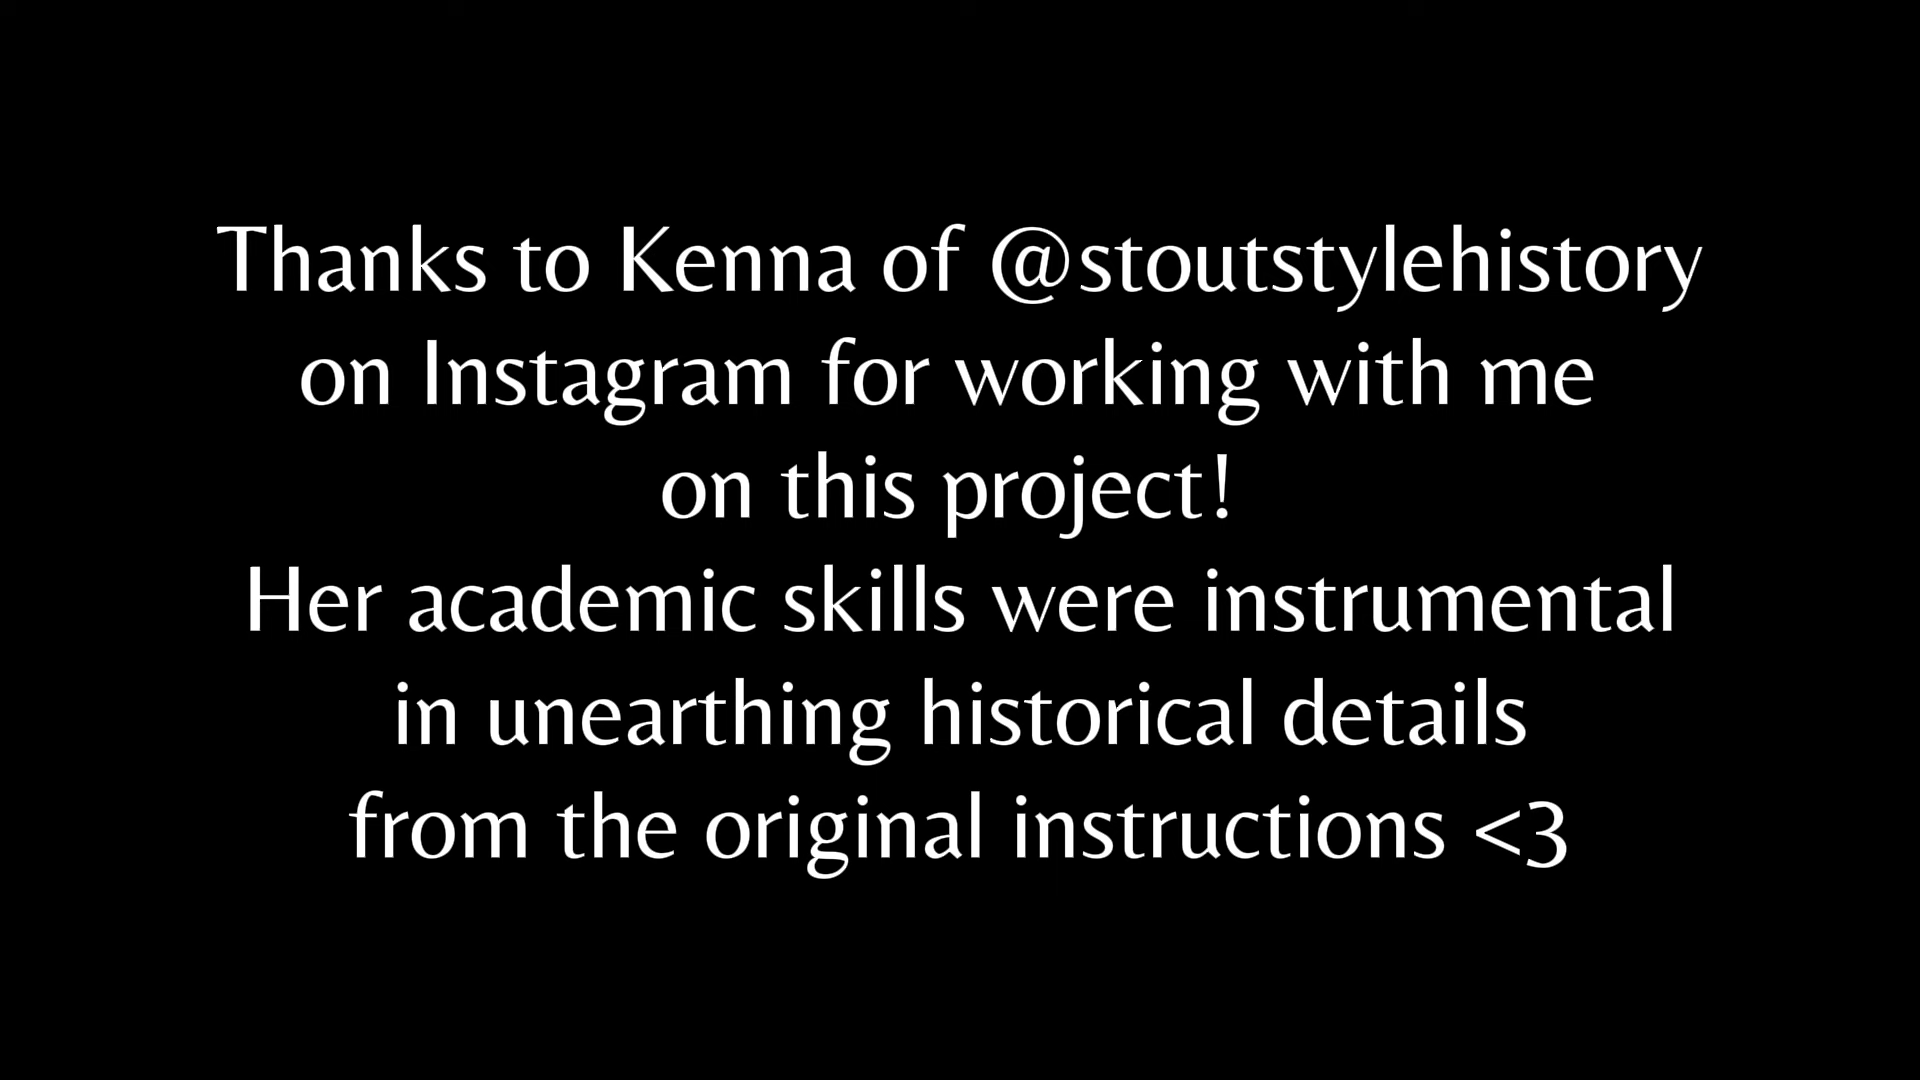 Thanks to Kenna of @stoutstylehistory
on Instagram for working with me
on this project!
Her academic skills were instrumental
in unearthing historical details
from the original instructions <3